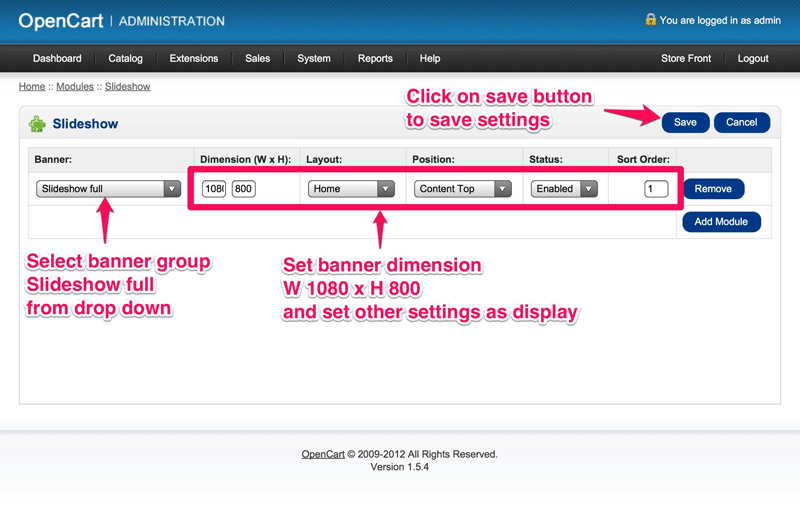 OpenCart | ADMINISTRATION
You are logged in as admin
Dashboard Catalog Extensions Sales System Reports Help Store Front Logout
Home :: Modules :: Slideshow
Click on save button
to save settings
Slideshow
Save Cancel
Banner: Dimension (W x H): Layout: Position: Status: Sort Order:
Slideshow full 1080 800 Home Content Top Enabled 1 Remove
Add Module
Select banner group
Slideshow full
from drop down
Set banner dimension
W 1080 x H 800
and set other settings as display
OpenCart © 2009-2012 All Rights Reserved.
Version 1.5.4